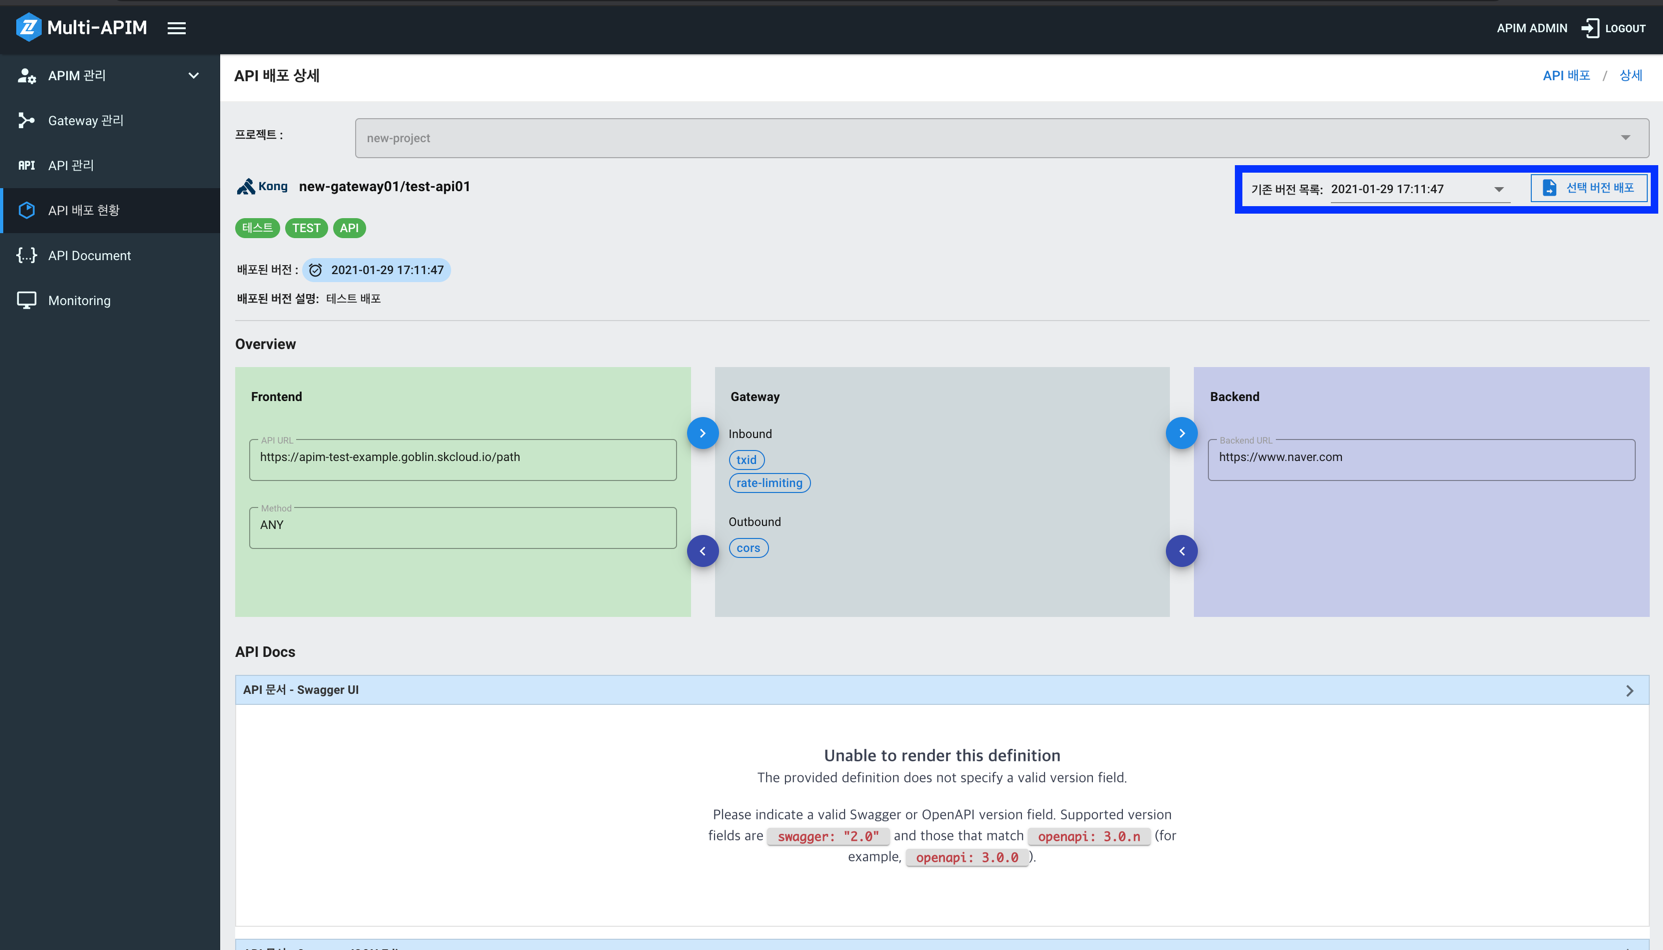 Multi-APIM
APIM ADMIN
LOGOUT
APIM 관리
Gateway 관리
API API 관리
API 배포 현황
{...} API Document
Monitoring
API 배포 상세
API 배포 / 상세
프로젝트 :
new-project
Kong new-gateway01/test-api01
기존 버전 목록: 2021-01-29 17:11:47
선택 버전 배포
테스트 TEST API
배포된 버전 : 2021-01-29 17:11:47
배포된 버전 설명: 테스트 배포
Overview
Frontend
API URL
https://apim-test-example.goblin.skcloud.io/path
Method
ANY
Gateway
Inbound
txid
rate-limiting
Outbound
cors
Backend
Backend URL
https://www.naver.com
API Docs
API 문서 - Swagger UI
Unable to render this definition
The provided definition does not specify a valid version field.
Please indicate a valid Swagger or OpenAPI version field. Supported version
fields are swagger: "2.0" and those that match openapi: 3.0.n (for
example, openapi: 3.0.0 ).